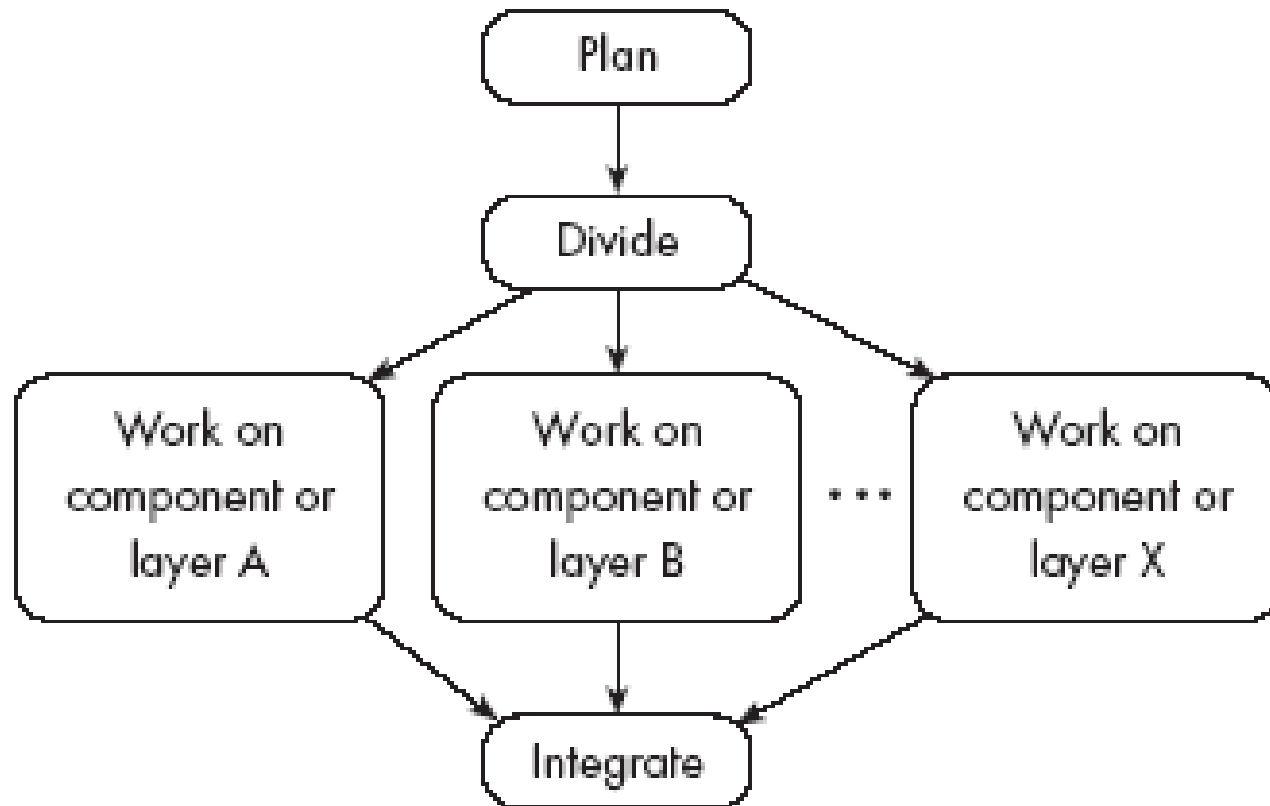 Plan
Divide
Work on
component or
layer A
Work on
component or
layer B
...
Work on
component or
layer X
Integrate